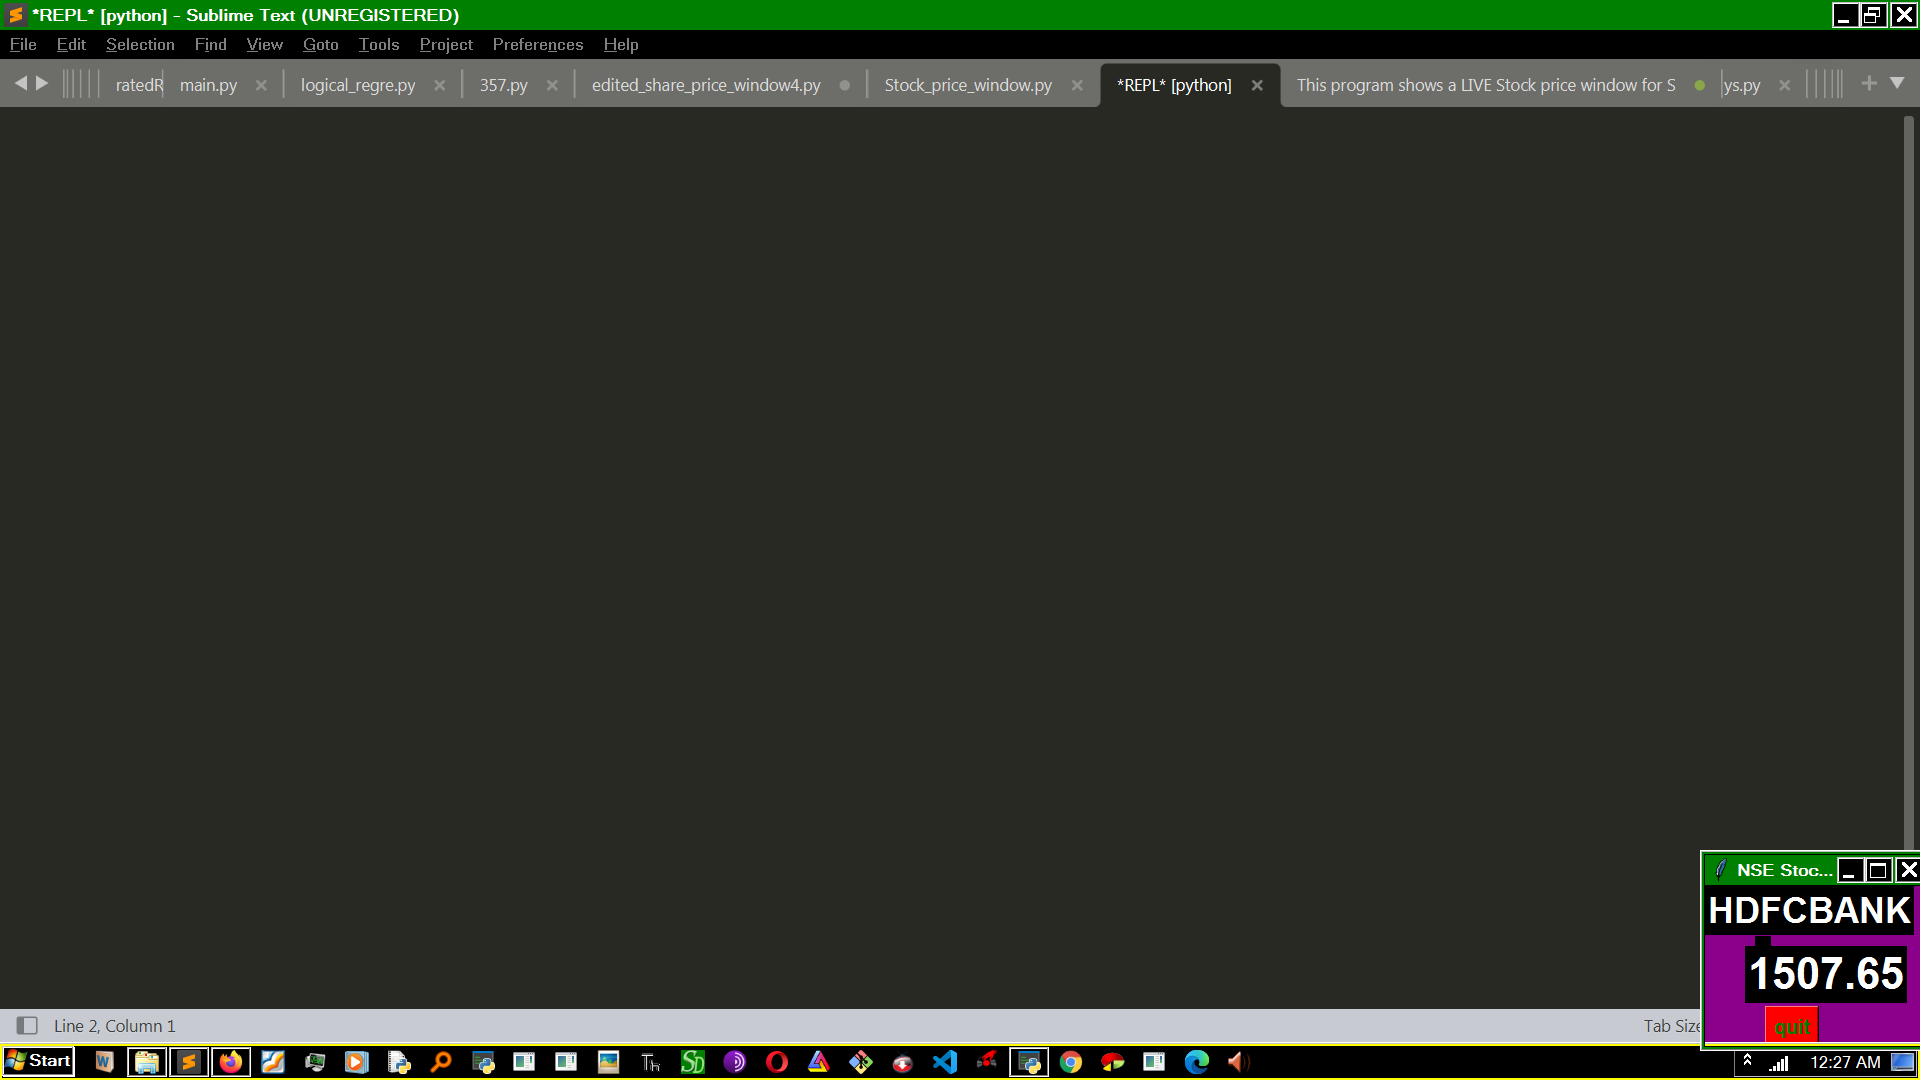 *REPL* [python] - Sublime Text (UNREGISTERED)
File Edit Selection Find View Goto Tools Project Preferences Help
ratedR main.py logical_regre.py 357.py edited_share_price_window4.py Stock_price_window.py *REPL* [python] This program shows a LIVE Stock price window for S ys.py
NSE Stoc...
HDFCBANK
1507.65
quit
Line 2, Column 1 Tab Size
Start 12:27 AM